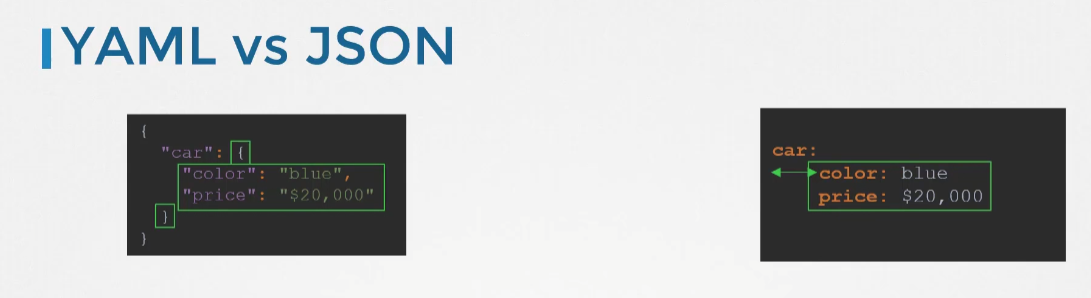 YAML vs JSON
{
"car": {
"color": "blue",
"price": "$20,000"
}
}
car:
color: blue
price: $20,000